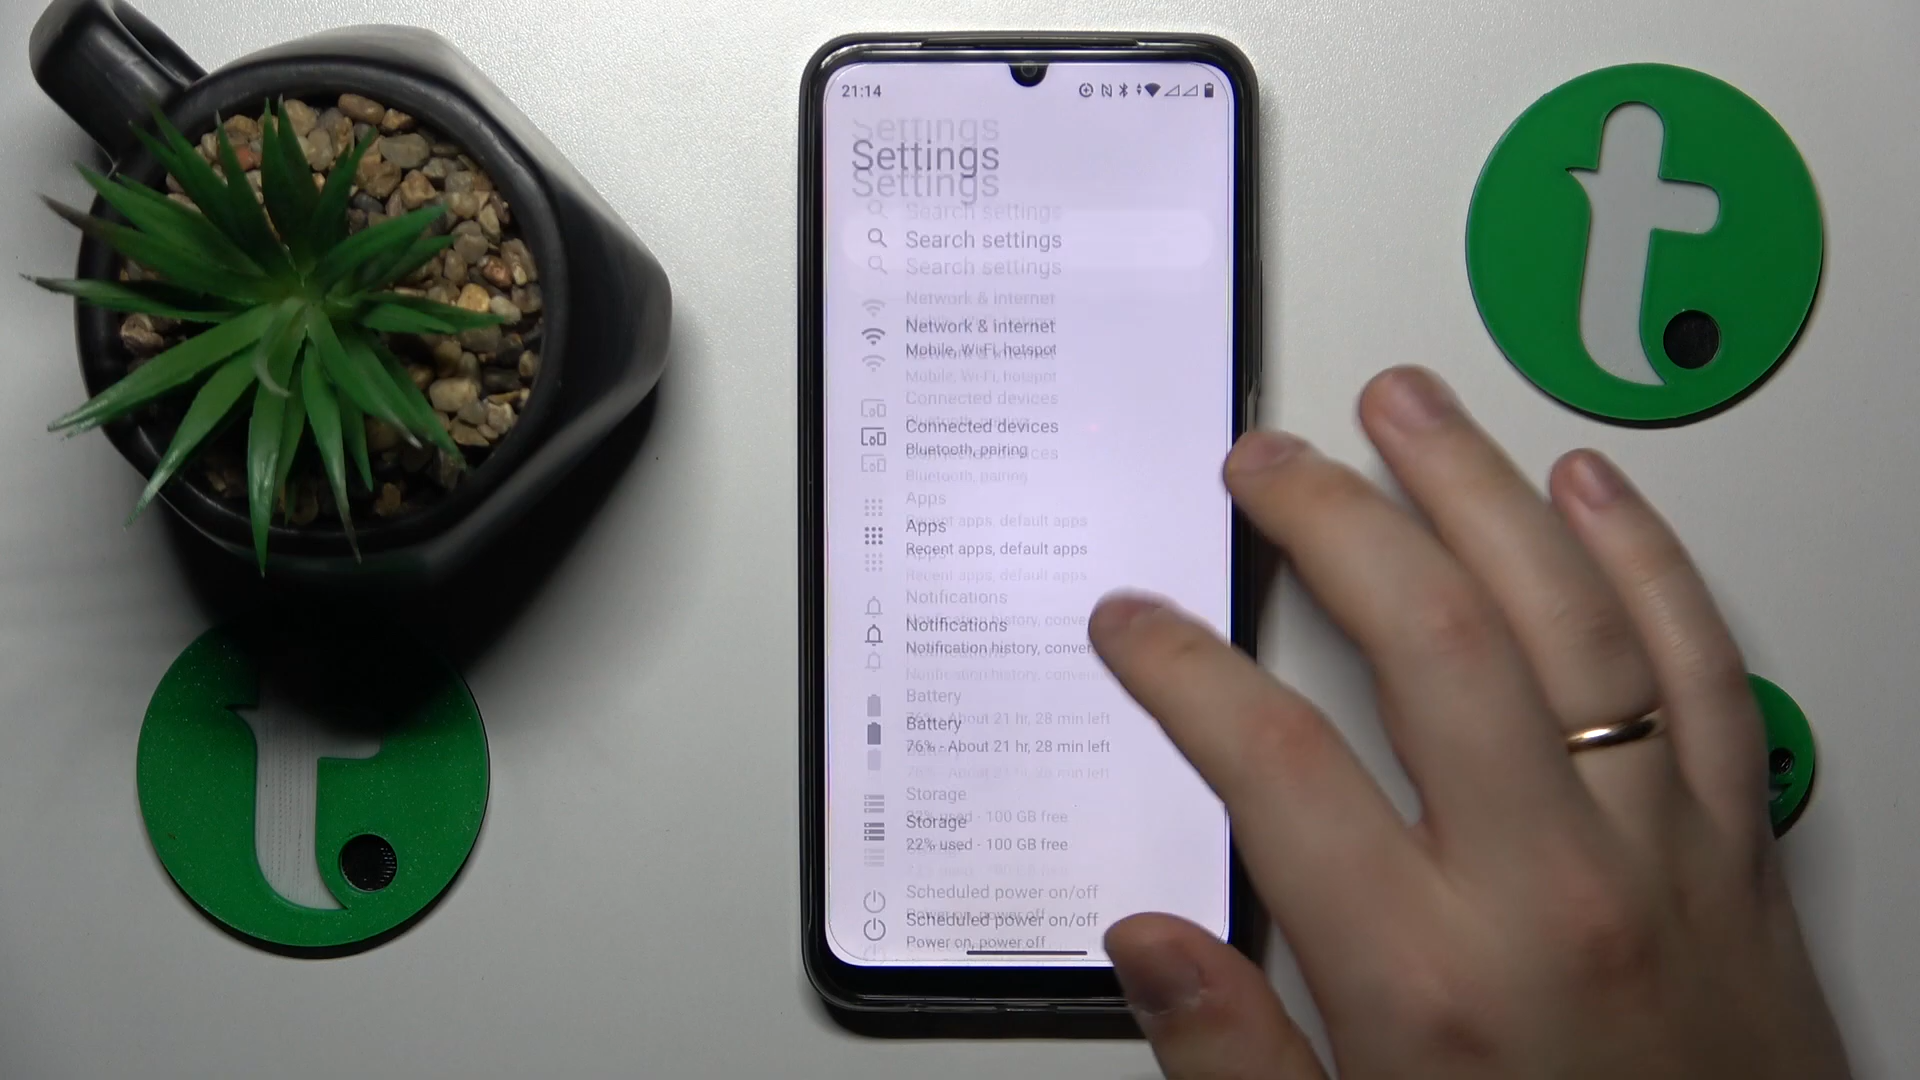 21:14
Settings
Search settings
Network & internet
Mobile, Wi-Fi, hotspot
Connected devices
Bluetooth, pairing
Apps
Recent apps, default apps
Notifications
Notification history,
Battery
76% - About 21 hr, 28 min left
Storage
22% used - 100 GB free
Scheduled power on/off
Power on, power off